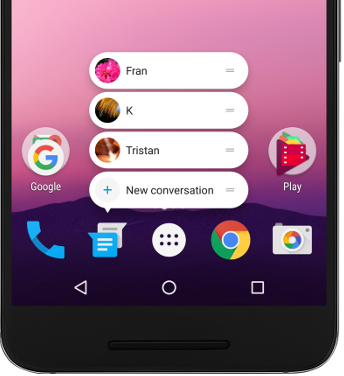 Fran
K
Tristan
New conversation
Google
Play